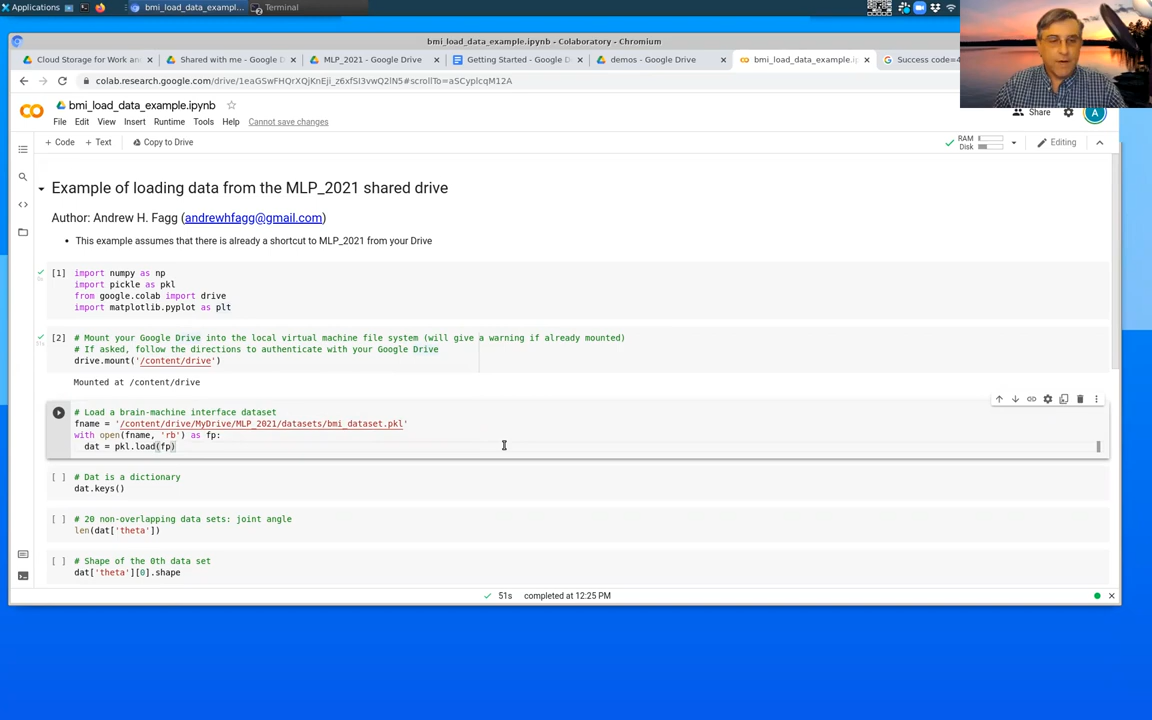 Applications
bmi_load_data_exampl...
Terminal
bmi_load_data_example.ipynb - Colaboratory - Chromium
Cloud Storage for Work an
Shared with me - Google D
MLP_2021 - Google Drive
Getting Started - Google D
demos - Google Drive
bmi_load_data_example.ip
Success code=4
colab.research.google.com/drive/1eaGSwFHQrXQjKnEji_z6xfSI3vwQ2lN5#scrollTo=aSCyplcqM12A
bmi_load_data_example.ipynb
File Edit View Insert Runtime Tools Help Cannot save changes
Share
A
+ Code + Text Copy to Drive
RAM
Disk
Editing
Example of loading data from the MLP_2021 shared drive
Author: Andrew H. Fagg (andrewhfagg@gmail.com)
• This example assumes that there is already a shortcut to MLP_2021 from your Drive
[1] import numpy as np
import pickle as pkl
from google.colab import drive
import matplotlib.pyplot as plt
[2] # Mount your Google Drive into the local virtual machine file system (will give a warning if already mounted)
# If asked, follow the directions to authenticate with your Google Drive
drive.mount('/content/drive')
Mounted at /content/drive
# Load a brain-machine interface dataset
fname = '/content/drive/MyDrive/MLP_2021/datasets/bmi_dataset.pkl'
with open(fname, 'rb') as fp:
dat = pkl.load(fp)
[ ] # Dat is a dictionary
dat.keys()
[ ] # 20 non-overlapping data sets: joint angle
len(dat['theta'])
[ ] # Shape of the 0th data set
dat['theta'][0].shape
51s completed at 12:25 PM